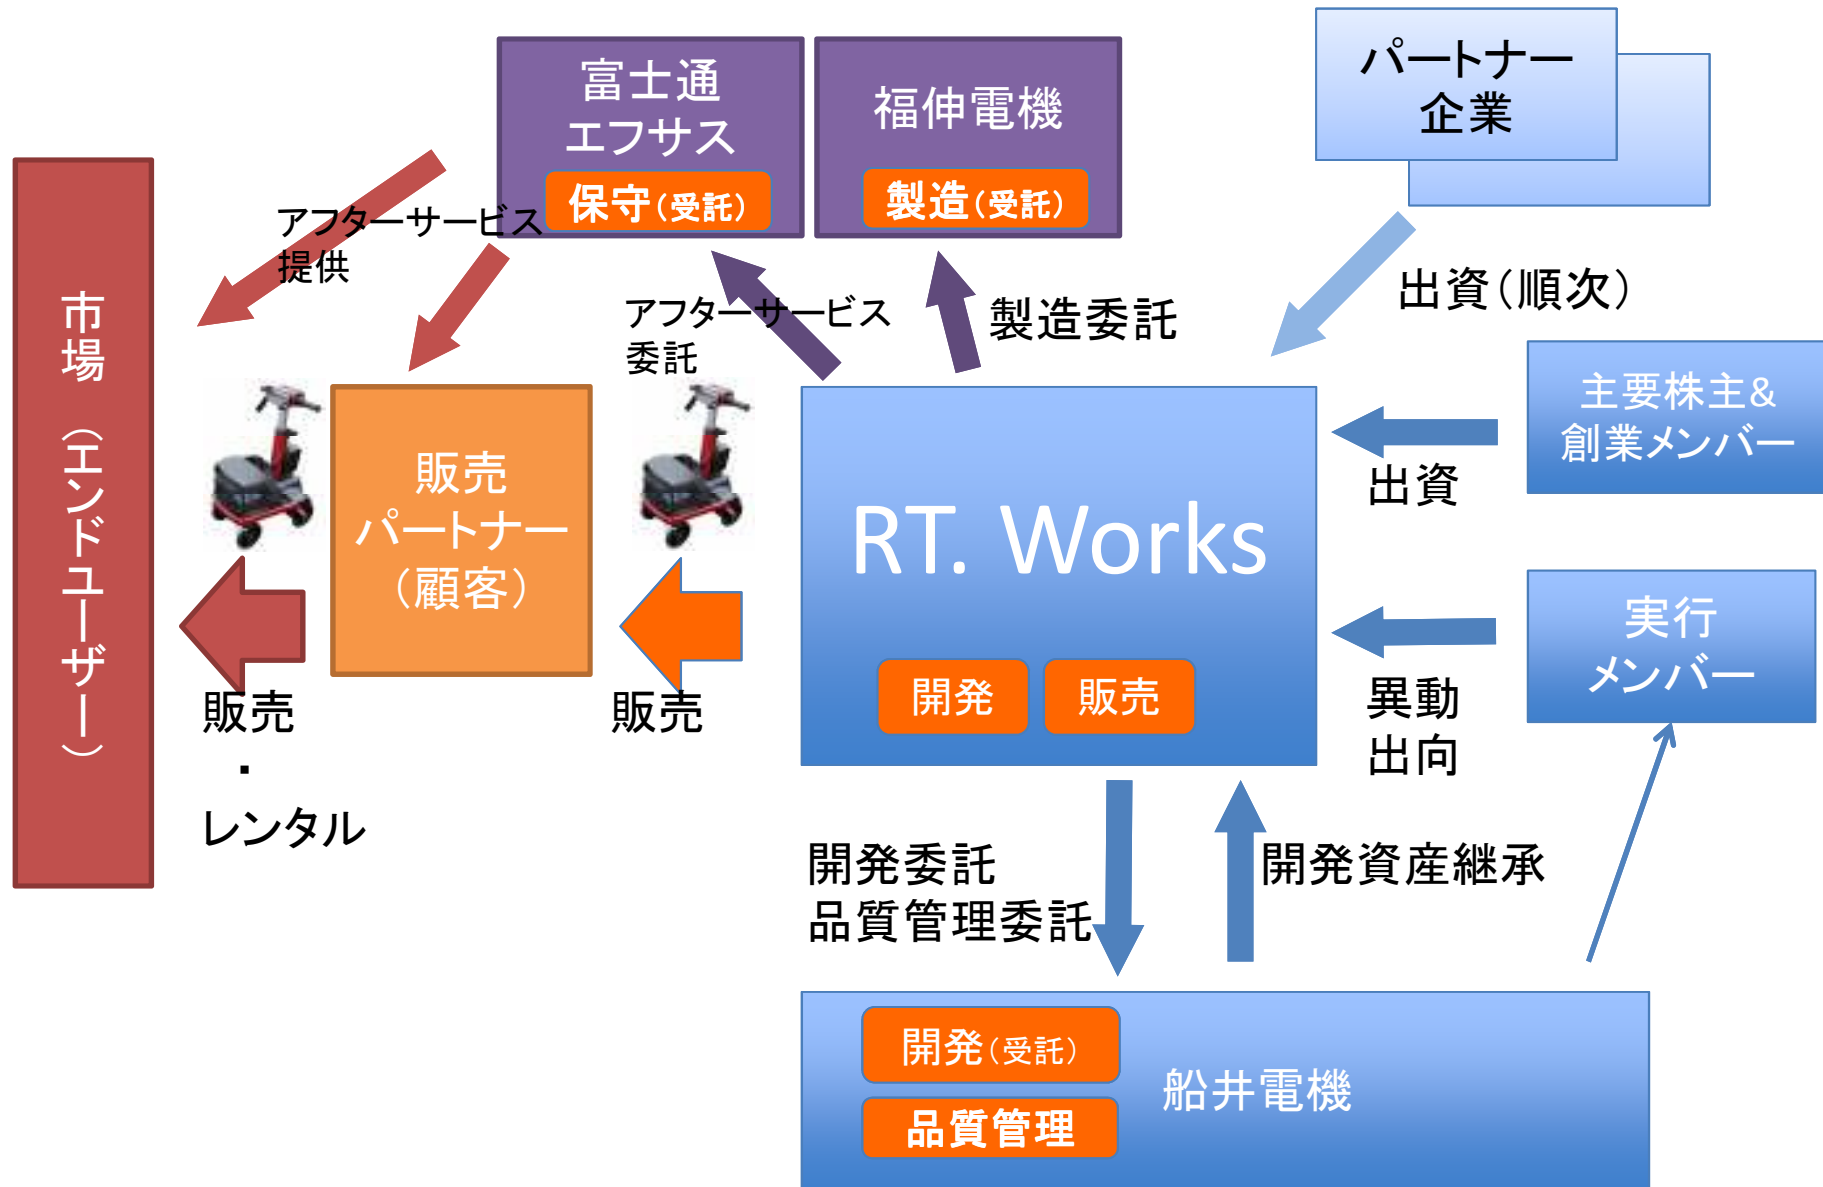 富士通
エフサス
保守（受託）
福伸電機
製造（受託）
パートナー
企業
アフターサービス
提供
アフターサービス
委託
製造委託
出資（順次）
市場　（エンドユーザー）
販売
パートナー
（顧客）
RT. Works
開発
販売
主要株主&
創業メンバー
出資
実行
メンバー
異動
出向
販売
・
レンタル
販売
開発委託
品質管理委託
開発資産継承
開発（受託）
品質管理
船井電機